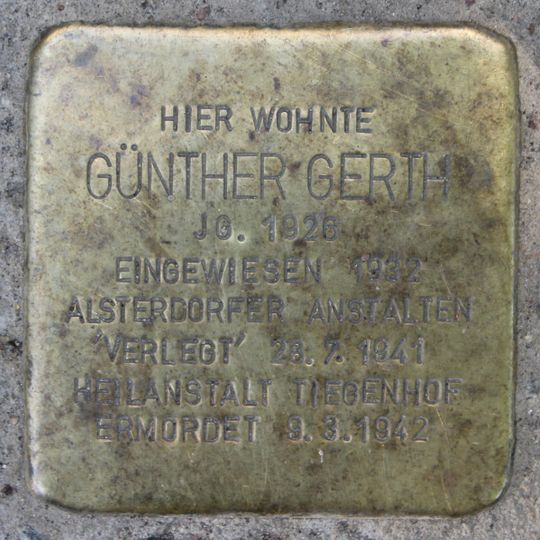 HIER WOHNTE
GÜNTHER GERTH
JG. 1926
EINGEWIESEN 1932
ALSTERDORFER ANSTALTEN
'VERLEGT' 28.7.1941
HEILANSTALT TIEGENHOF
ERMORDET 9.3.1942